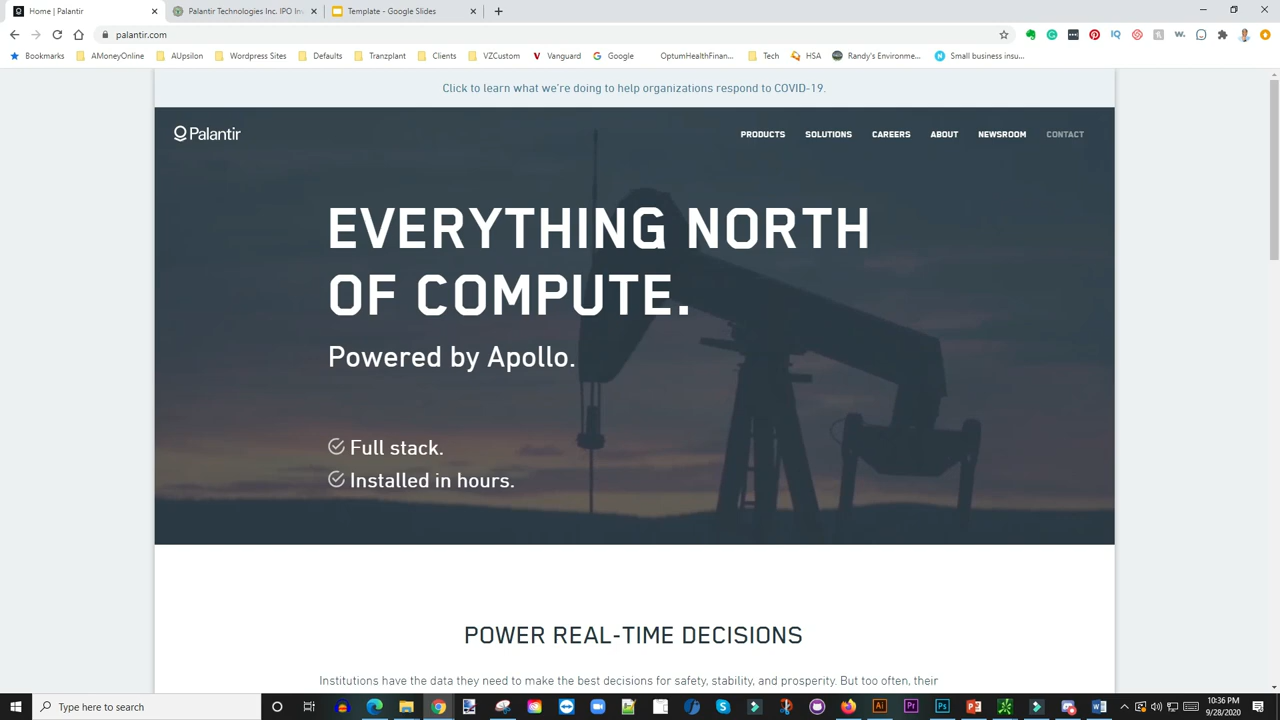 Home | Palantir
Palantir Technologies Inc. IPO In
Template - Google Slides
palantir.com
Bookmarks AMoneyOnline AUpsilon Wordpress Sites Defaults Tranzplant Clients VZCustom Vanguard Google OptumHealthFinan... Tech HSA Randy's Environme... Small business insu...
Click to learn what we're doing to help organizations respond to COVID-19.
Palantir
PRODUCTS SOLUTIONS CAREERS ABOUT NEWSROOM CONTACT
EVERYTHING NORTH
OF COMPUTE.
Powered by Apollo.
Full stack.
Installed in hours.
POWER REAL-TIME DECISIONS
Institutions have the data they need to make the best decisions for safety, stability, and prosperity. But too often, their
Type here to search
10:36 PM
9/28/2020